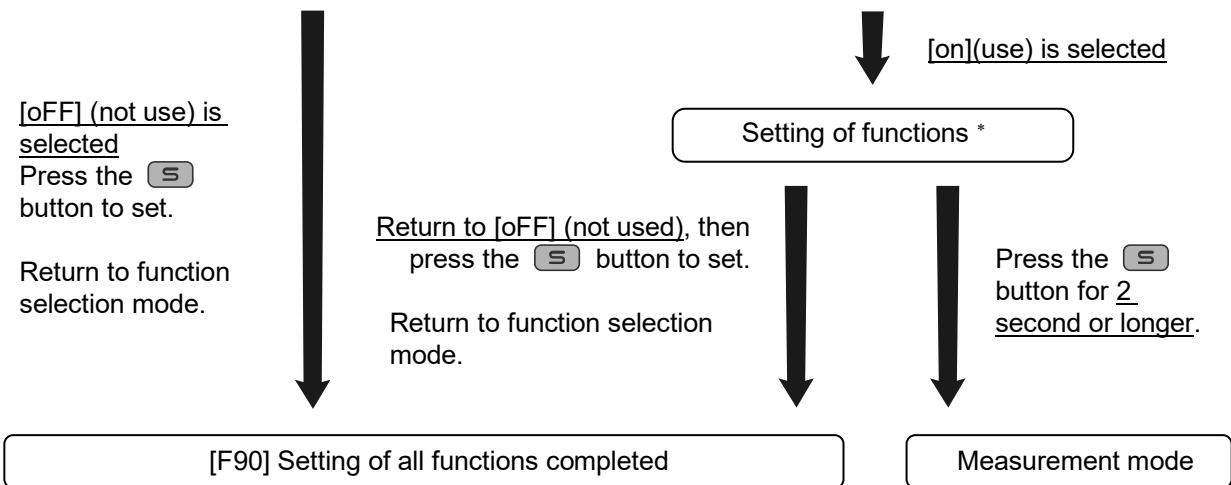 [on](use) is selected
[oFF] (not use) is
selected
Press the S
button to set.
Return to function
selection mode.
Setting of functions *
Return to [oFF] (not used), then
press the S button to set.
Return to function selection
mode.
Press the S
button for 2
second or longer.
[F90] Setting of all functions completed
Measurement mode